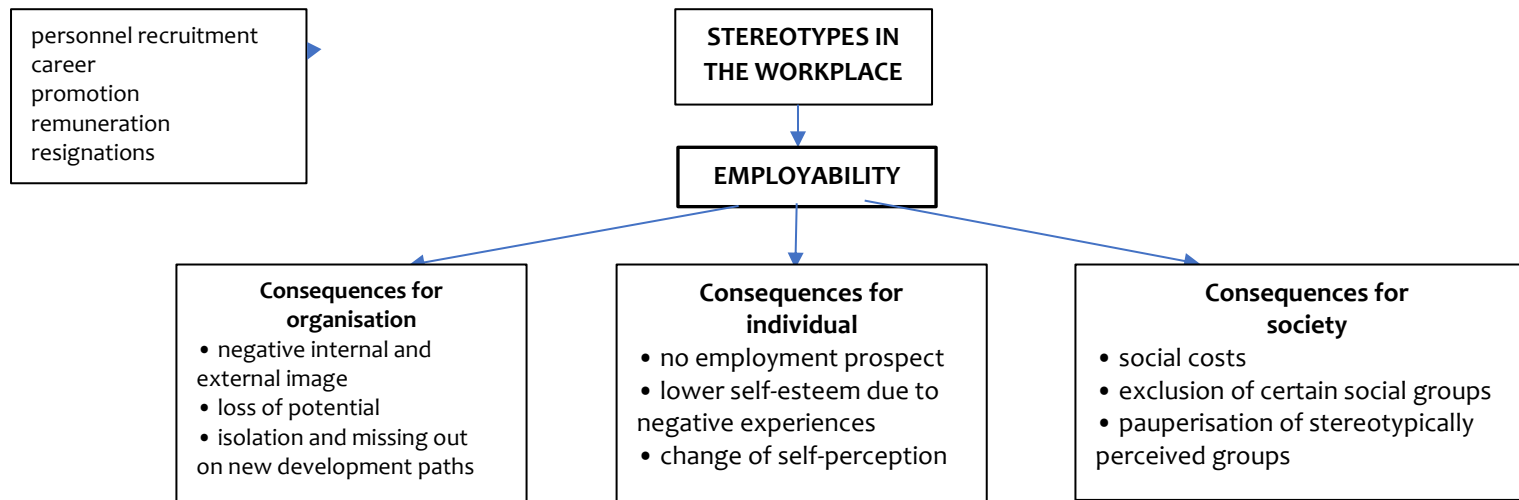 personnel recruitment
career
promotion
remuneration
resignations
STEREOTYPES IN
THE WORKPLACE
EMPLOYABILITY
Consequences for
organisation
• negative internal and
external image
• loss of potential
• isolation and missing out
on new development paths
Consequences for
individual
• no employment prospect
• lower self-esteem due to
negative experiences
• change of self-perception
Consequences for
society
• social costs
• exclusion of certain social groups
• pauperisation of stereotypically
perceived groups